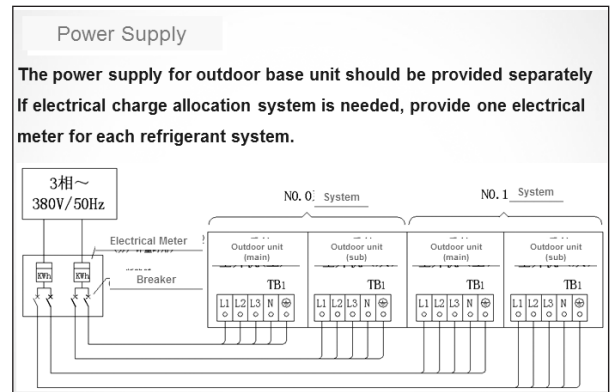 Power Supply
The power supply for outdoor base unit should be provided separately
If electrical charge allocation system is needed, provide one electrical
meter for each refrigerant system.
3相～
380V/50Hz
NO. 0 System
NO. 1 System
Electrical Meter
Breaker
KWh KWh
Outdoor unit
(main)
Outdoor unit
(sub)
Outdoor unit
(main)
Outdoor unit
(sub)
TB1 TB1 TB1 TB1
L1 L2 L3 N L1 L2 L3 N L1 L2 L3 N L1 L2 L3 N